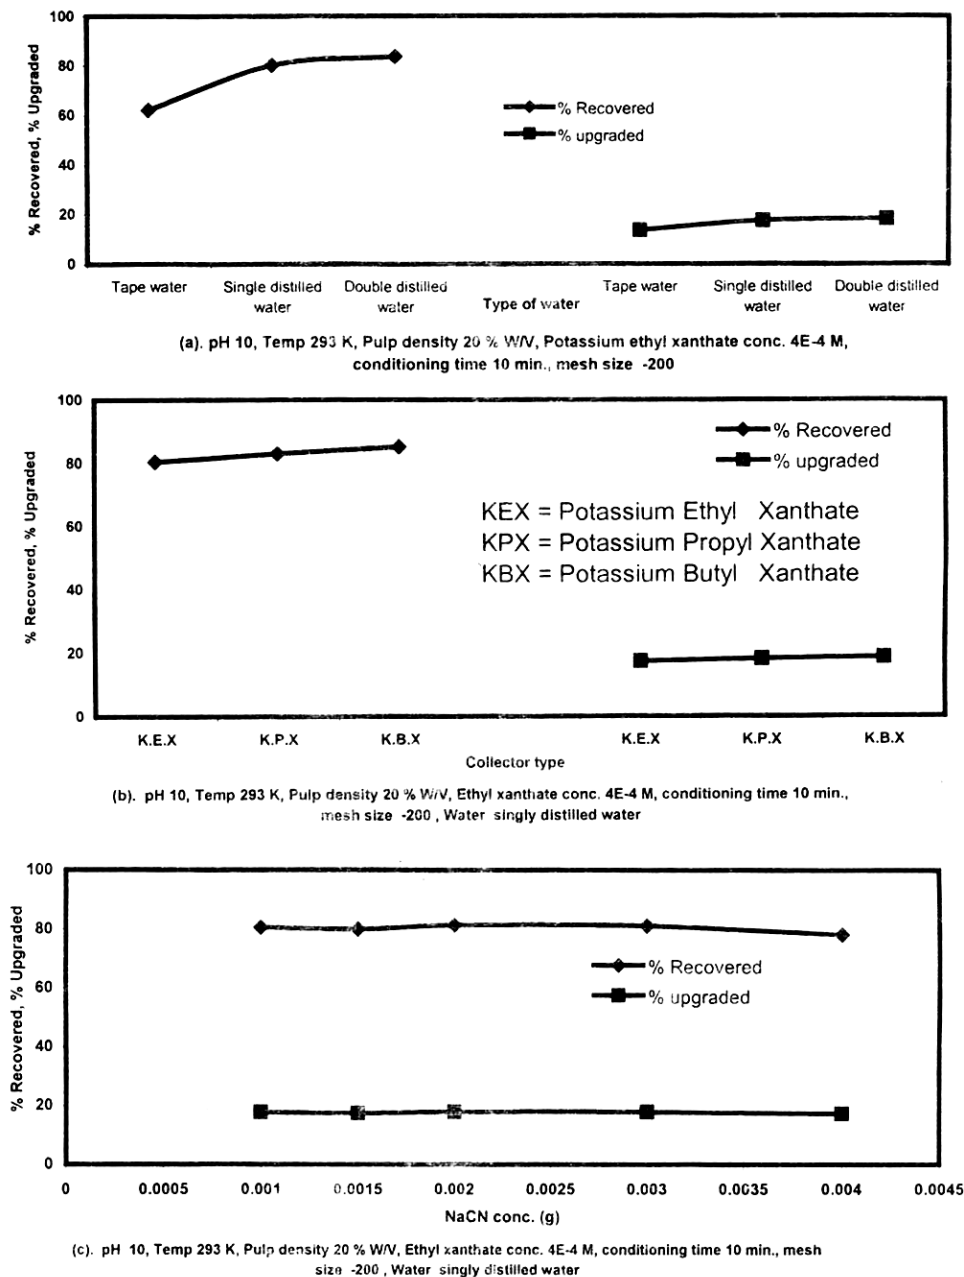 100
80
60
40
20
0
% Recovered, % Upgraded
% Recovered
% upgraded
Tape water Single distilled water Double distilled water Type of water Tape water Single distilled water Double distilled water
(a). pH 10, Temp 293 K, Pulp density 20 % W/V, Potassium ethyl xanthate conc. 4E-4 M,
conditioning time 10 min., mesh size -200
100
80
60
40
20
0
% Recovered, % Upgraded
% Recovered
% upgraded
KEX = Potassium Ethyl Xanthate
KPX = Potassium Propyl Xanthate
KBX = Potassium Butyl Xanthate
K.E.X K.P.X K.B.X K.E.X K.P.X K.B.X
Collector type
(b). pH 10, Temp 293 K, Pulp density 20 % W/V, Ethyl xanthate conc. 4E-4 M, conditioning time 10 min.,
mesh size -200 , Water singly distilled water
100
80
60
40
20
0
% Recovered, % Upgraded
% Recovered
% upgraded
0 0.0005 0.001 0.0015 0.002 0.0025 0.003 0.0035 0.004 0.0045
NaCN conc. (g)
(c). pH 10, Temp 293 K, Pulp density 20 % W/V, Ethyl xanthate conc. 4E-4 M, conditioning time 10 min., mesh
size -200 , Water singly distilled water